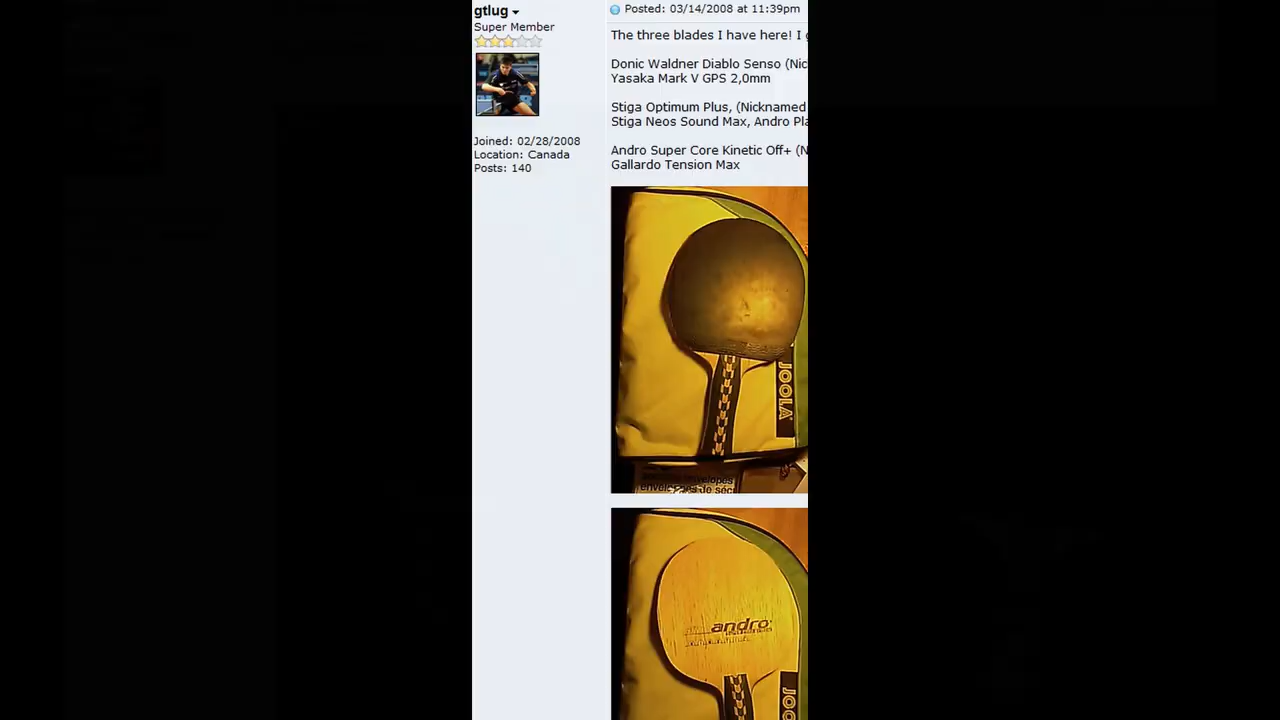 gtlug
Super Member
Joined: 02/28/2008
Location: Canada
Posts: 140
Posted: 03/14/2008 at 11:39pm
The three blades I have here! I
Donic Waldner Diablo Senso (Nic
Yasaka Mark V GPS 2,0mm
Stiga Optimum Plus, (Nicknamed
Stiga Neos Sound Max, Andro Pla
Andro Super Core Kinetic Off+ (N
Gallardo Tension Max
JOOLA
envelopes
andro
JOO